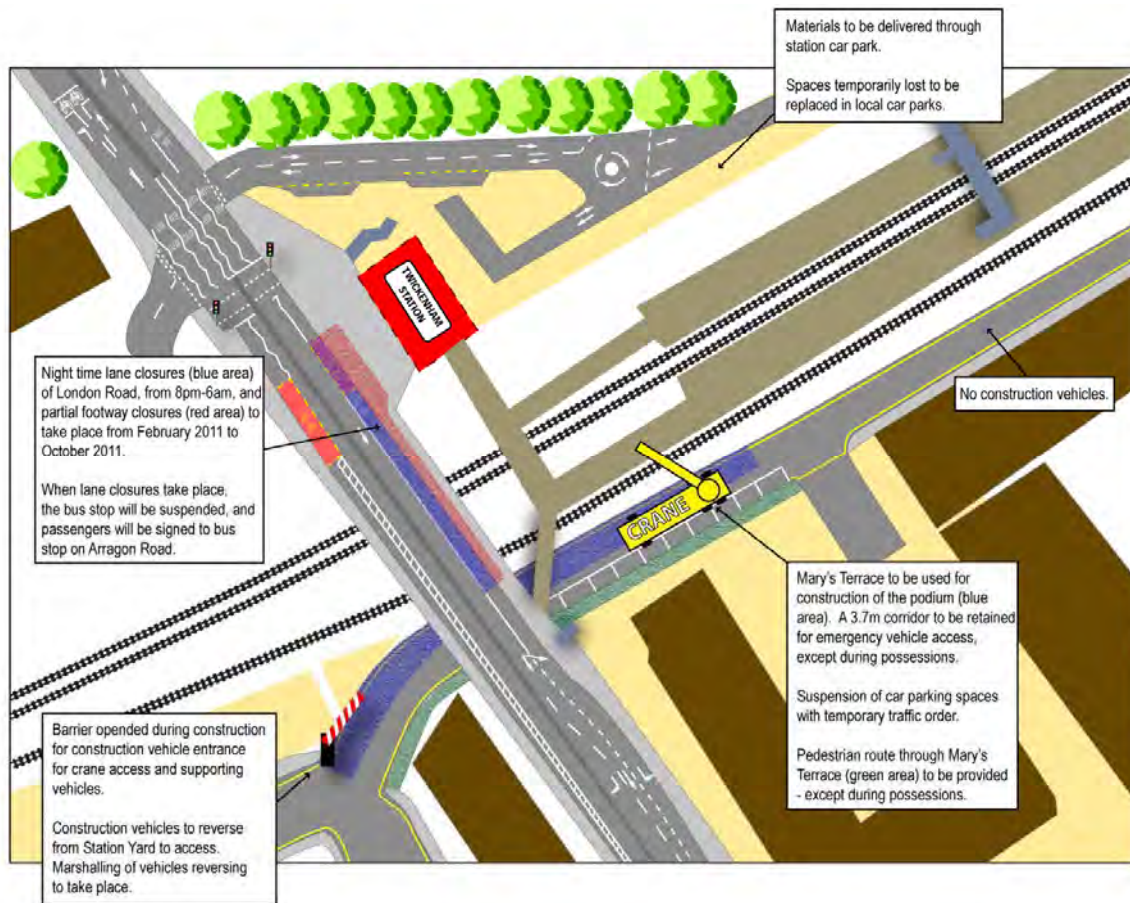 Materials to be delivered through
station car park.
Spaces temporarily lost to be
replaced in local car parks.
TWICKENHAM
STATION
Night time lane closures (blue area)
of London Road, from 8pm-6am, and
partial footway closures (red area) to
take place from February 2011 to
October 2011.
When lane closures take place,
the bus stop will be suspended, and
passengers will be signed to bus
stop on Arragon Road.
No construction vehicles.
CRANE
Mary's Terrace to be used for
construction of the podium (blue
area). A 3.7m corridor to be retained
for emergency vehicle access,
except during possessions.
Suspension of car parking spaces
with temporary traffic order.
Pedestrian route through Mary's
Terrace (green area) to be provided
- except during possessions.
Barrier opended during construction
for construction vehicle entrance
for crane access and supporting
vehicles.
Construction vehicles to reverse
from Station Yard to access.
Marshalling of vehicles reversing
to take place.